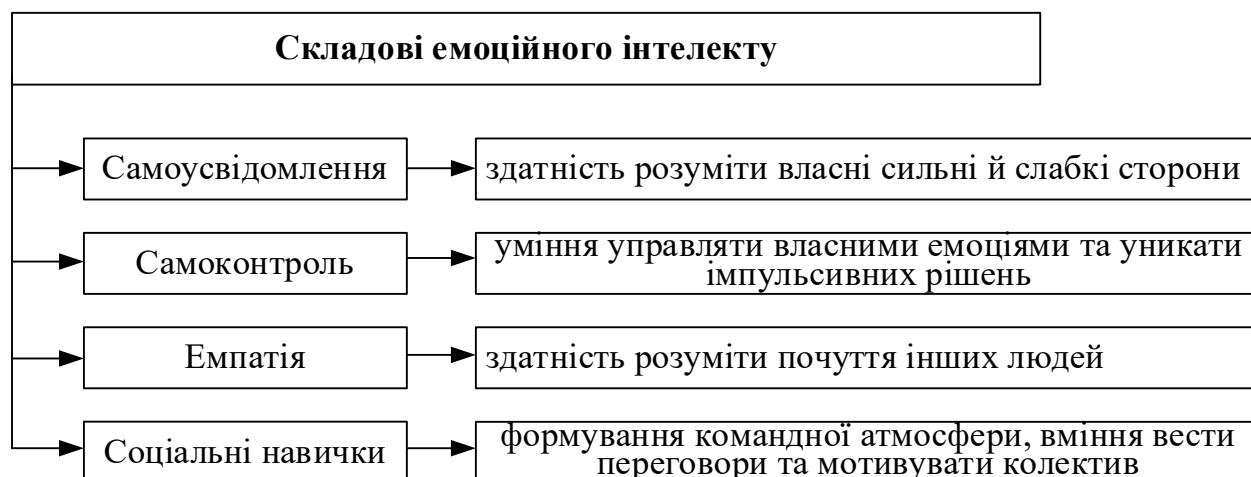 Складові емоційного інтелекту
Самоусвідомлення
здатність розуміти власні сильні й слабкі сторони
Самоконтроль
уміння управляти власними емоціями та уникати
імпульсивних рішень
Емпатія
здатність розуміти почуття інших людей
Соціальні навички
формування командної атмосфери, вміння вести
переговори та мотивувати колектив